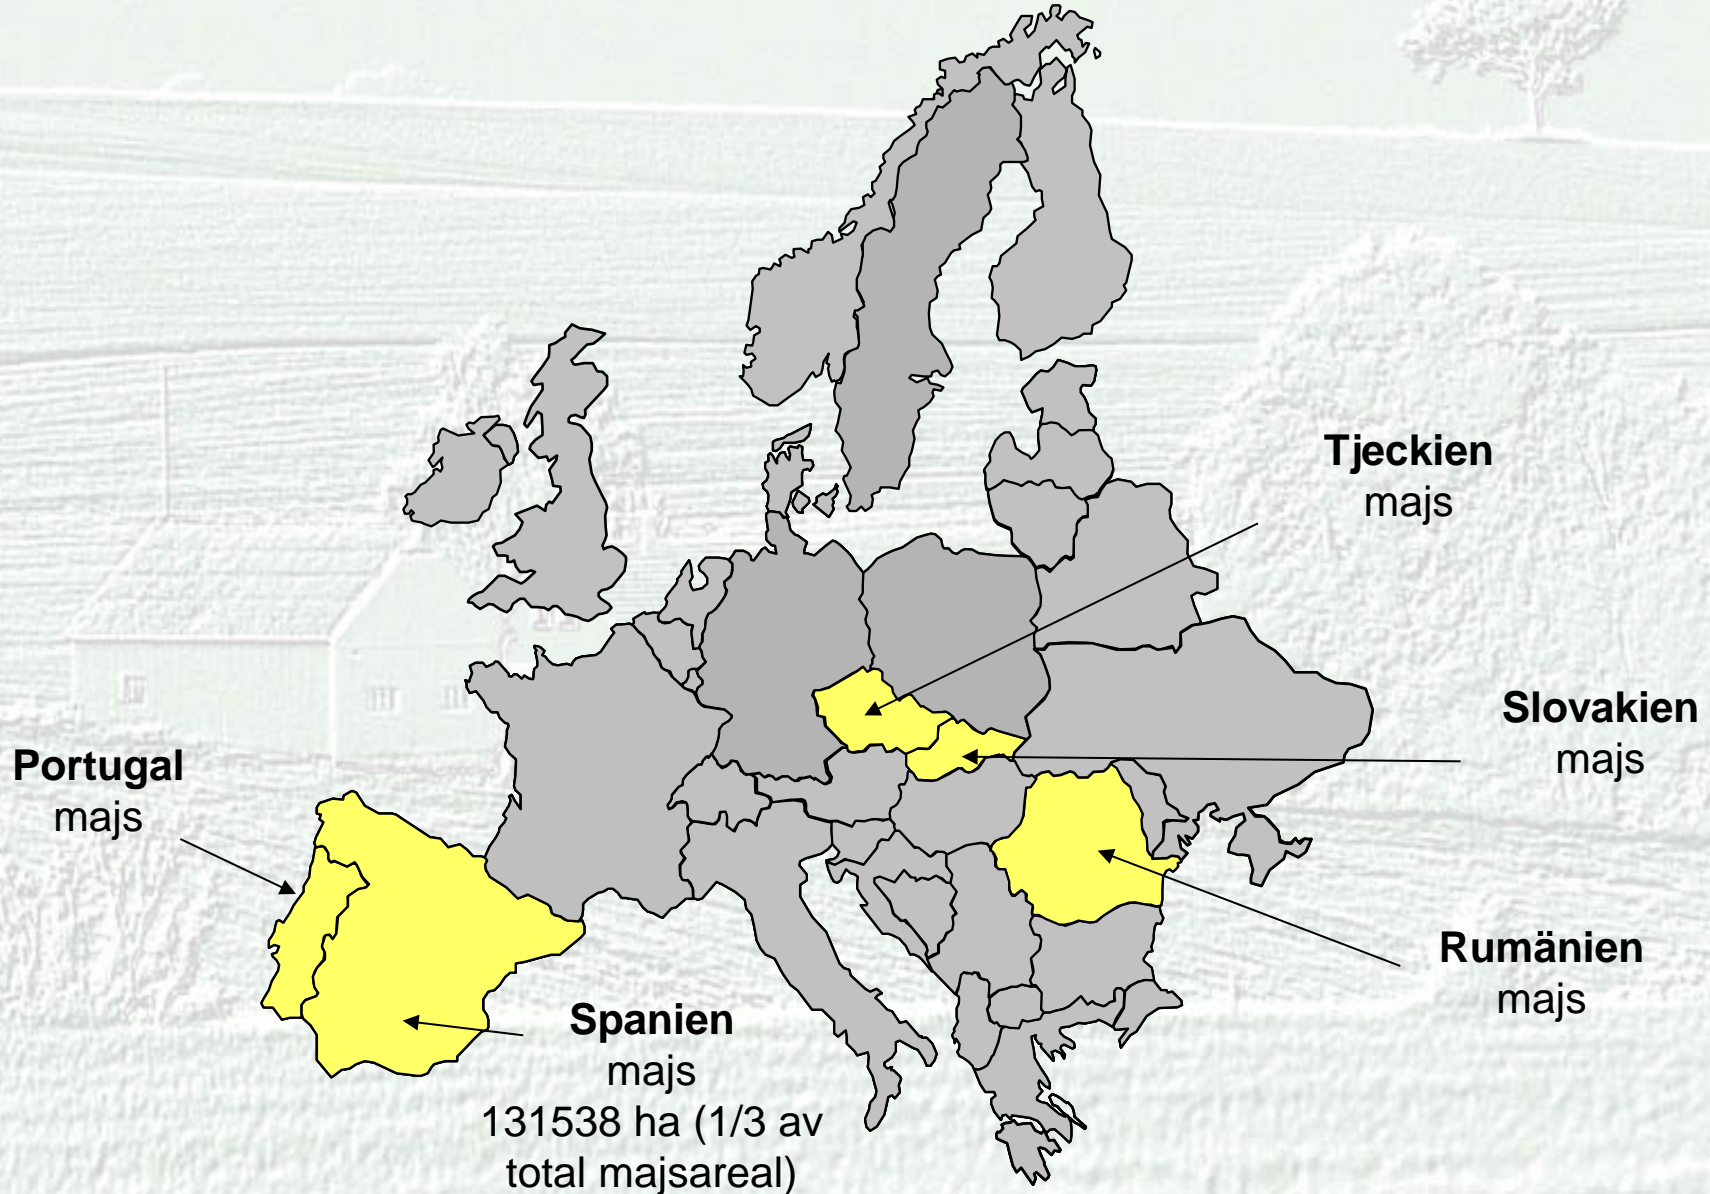 Tjeckien
majs
Slovakien
majs
Portugal
majs
Rumänien
majs
Spanien
majs
131538 ha (1/3 av
total majsareal)